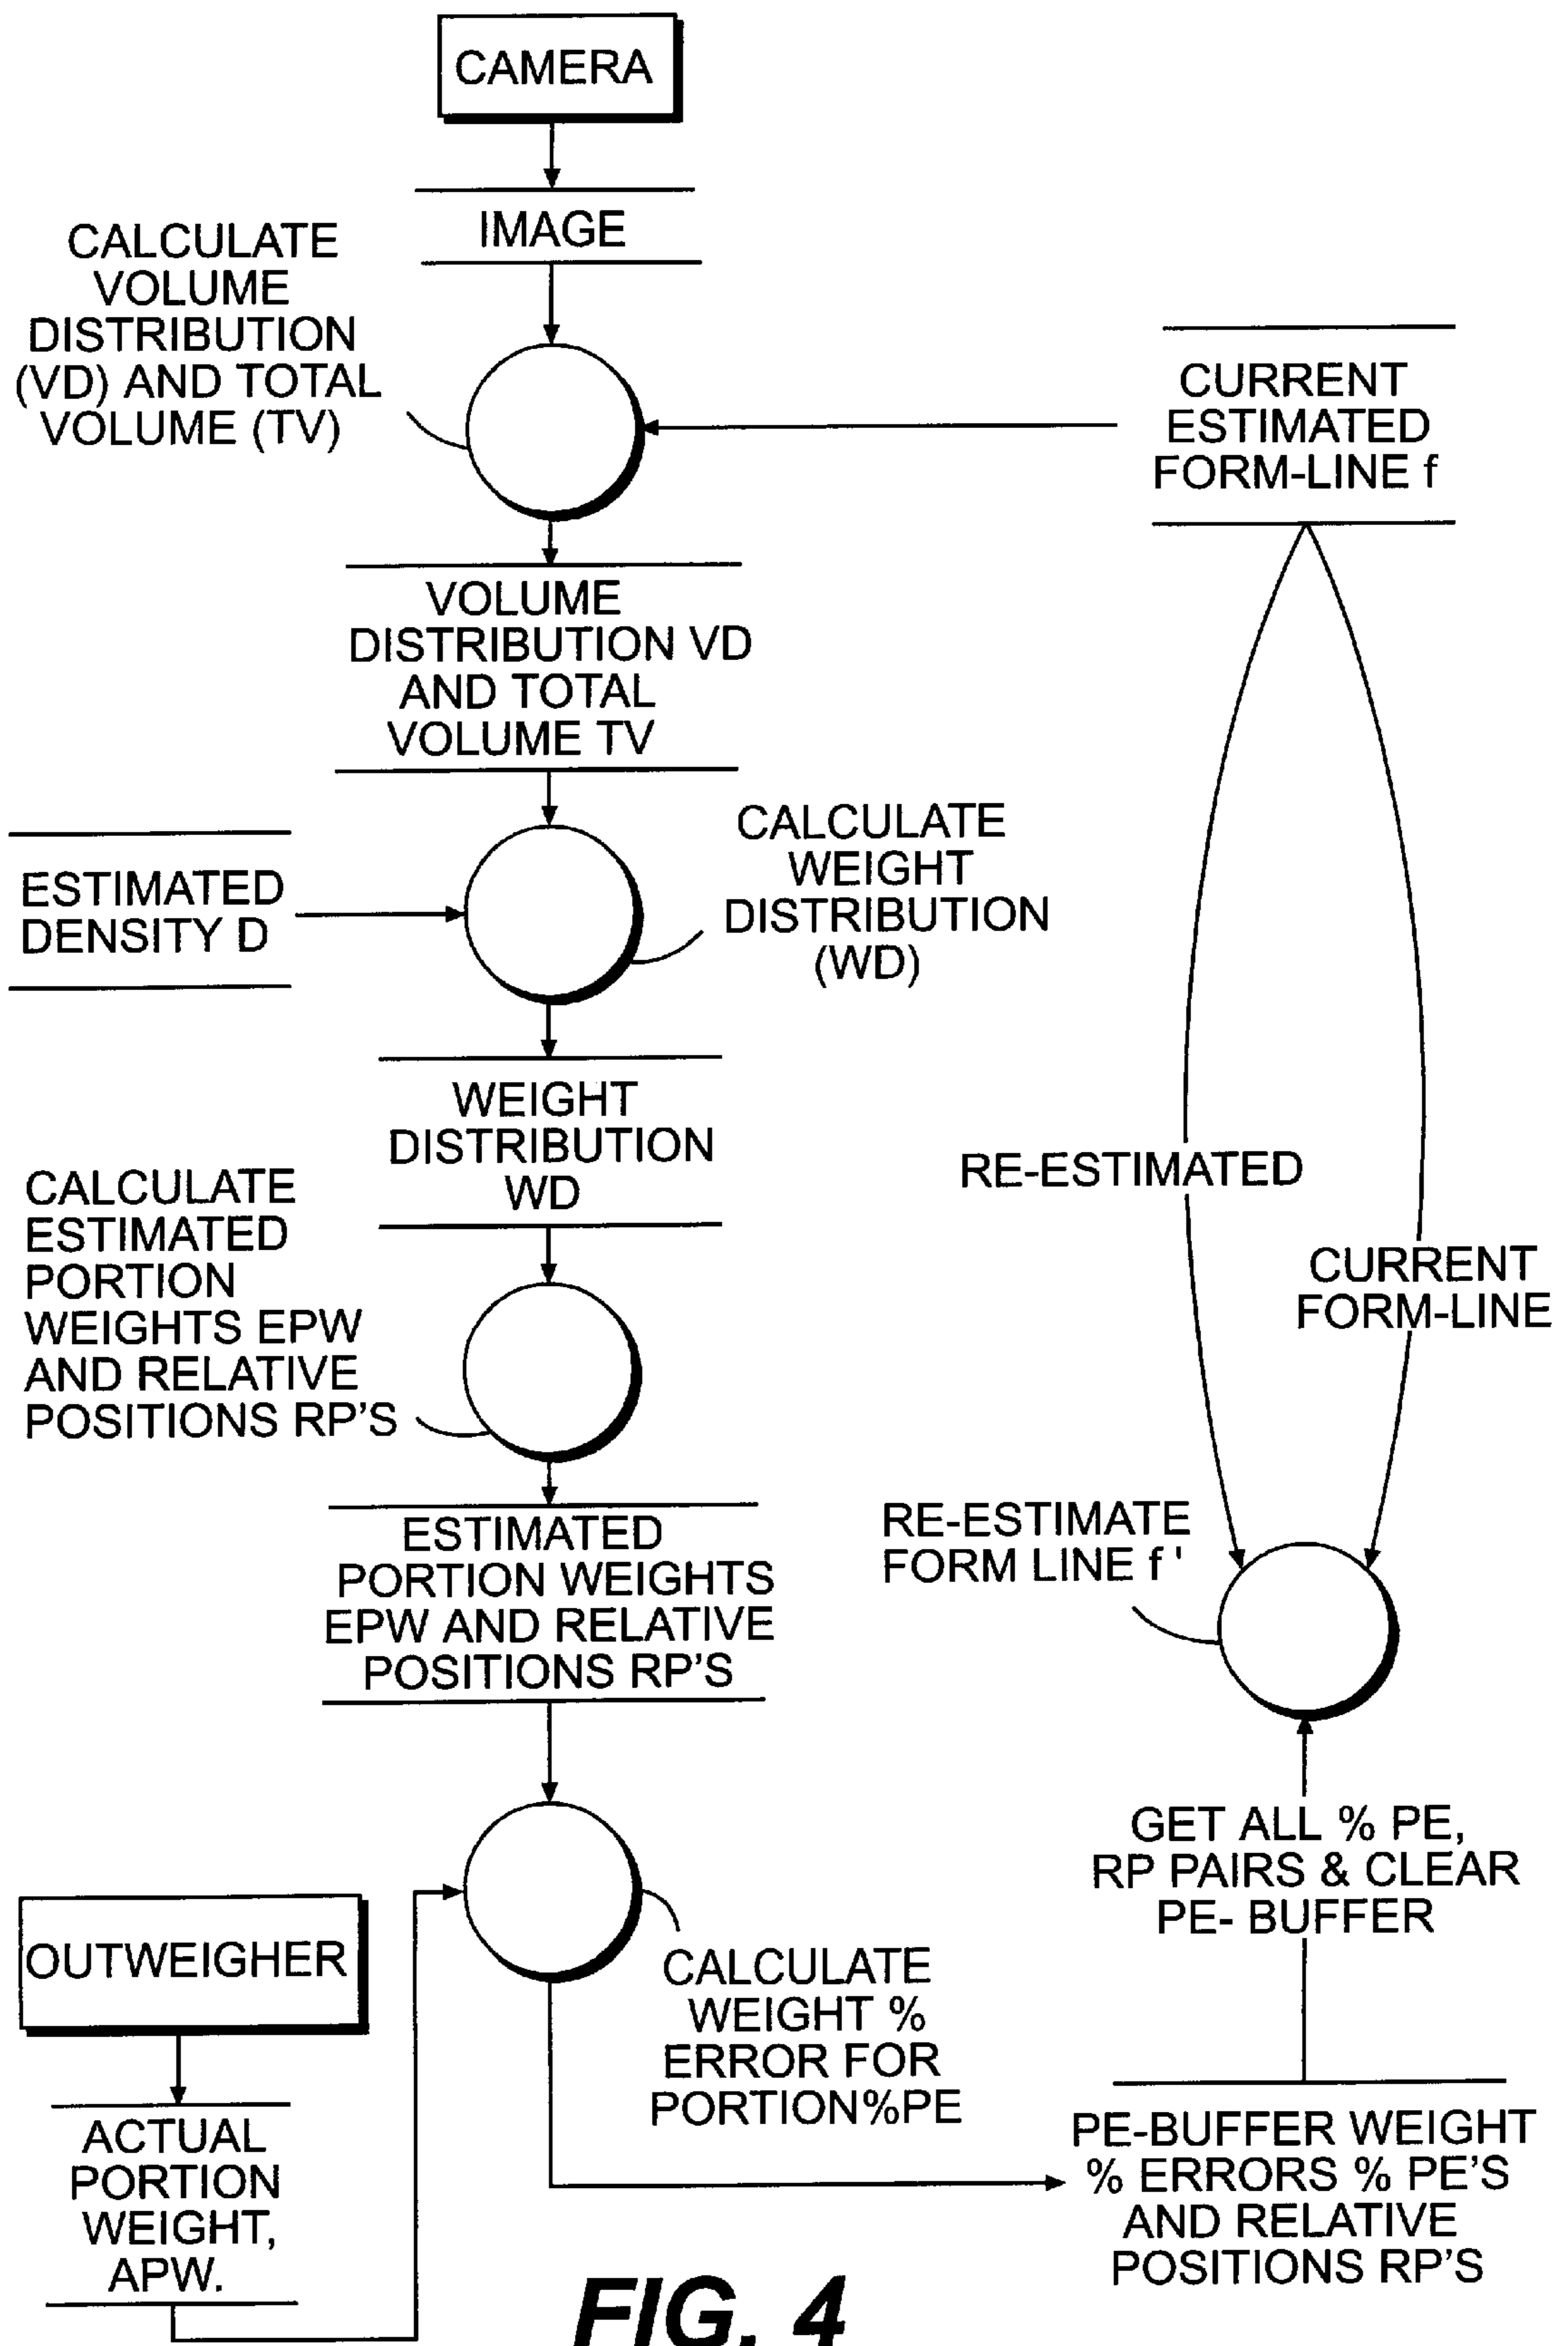 CAMERA
IMAGE
CALCULATE
VOLUME
DISTRIBUTION
(VD) AND TOTAL
VOLUME (TV)
CURRENT
ESTIMATED
FORM-LINE f
VOLUME
DISTRIBUTION VD
AND TOTAL
VOLUME TV
ESTIMATED
DENSITY D
CALCULATE
WEIGHT
DISTRIBUTION
(WD)
WEIGHT
DISTRIBUTION
WD
RE-ESTIMATED
CURRENT
FORM-LINE
CALCULATE
ESTIMATED
PORTION
WEIGHTS EPW
AND RELATIVE
POSITIONS RP'S
ESTIMATED
PORTION WEIGHTS
EPW AND RELATIVE
POSITIONS RP'S
RE-ESTIMATE
FORM LINE f '
GET ALL % PE,
RP PAIRS & CLEAR
PE- BUFFER
OUTWEIGHER
CALCULATE
WEIGHT %
ERROR FOR
PORTION%PE
ACTUAL
PORTION
WEIGHT,
APW.
PE-BUFFER WEIGHT
% ERRORS % PE'S
AND RELATIVE
POSITIONS RP'S
FIG. 4